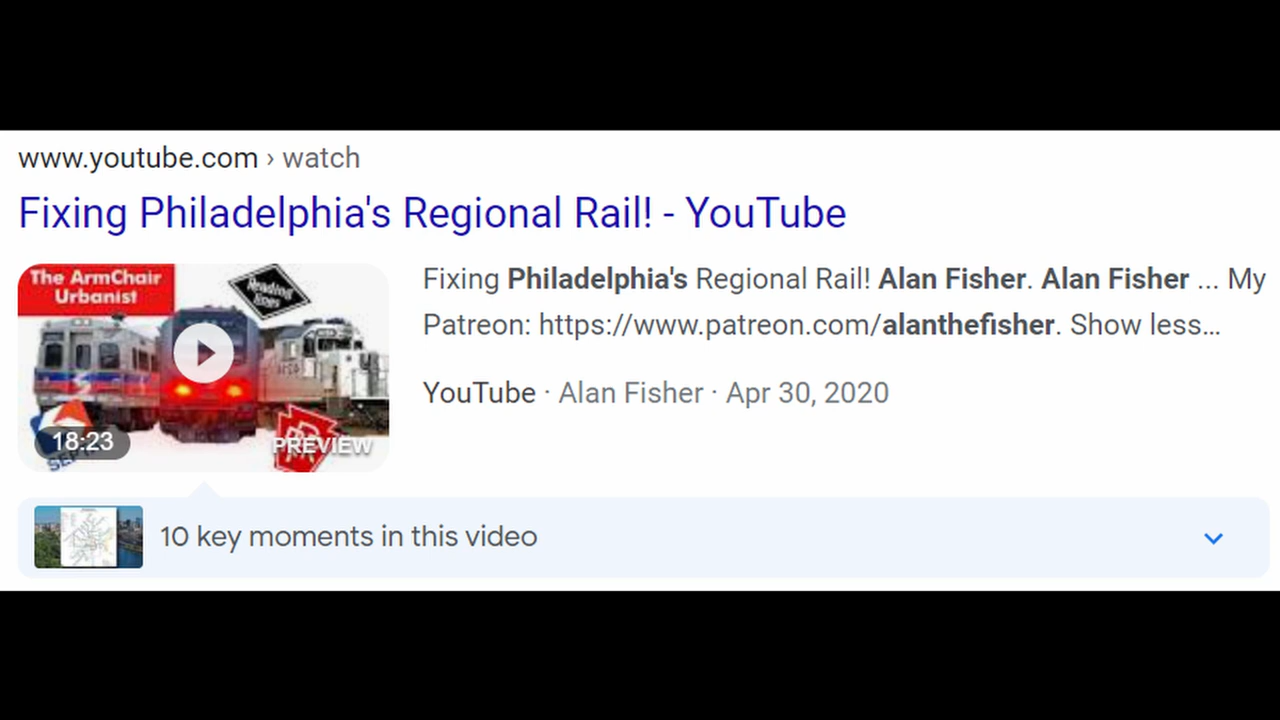 www.youtube.com › watch
Fixing Philadelphia's Regional Rail! - YouTube
The ArmChair
Urbanist
Reading
lines
18:23
PREVIEW
Fixing Philadelphia's Regional Rail! Alan Fisher. Alan Fisher ... My
Patreon: https://www.patreon.com/alanthefisher. Show less...
YouTube · Alan Fisher · Apr 30, 2020
10 key moments in this video